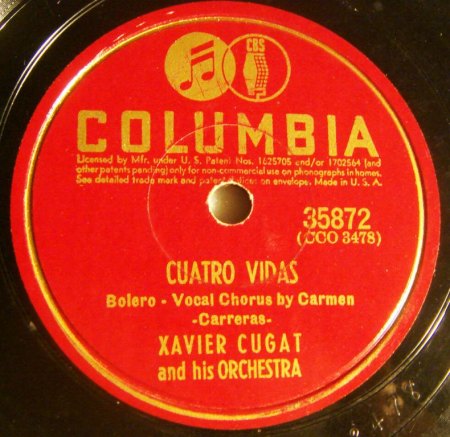 CBS
COLUMBIA
Licensed by Mfr. under U. S. Patent Nos. 1625705 and/or 1702564 (and
other patents pending) only for non-commercial use on phonographs in homes.
See detailed trade mark and patent notices on envelope. Made in U. S. A.
35872
(CCO 3478)
CUATRO VIDAS
Bolero - Vocal Chorus by Carmen
-Carreras-
XAVIER CUGAT
and his ORCHESTRA